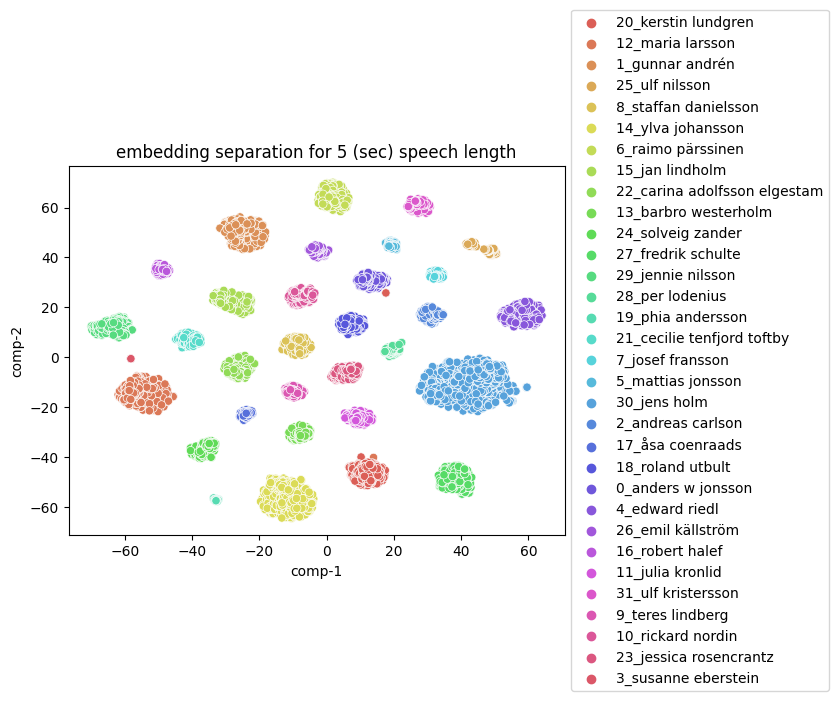 embedding separation for 5 (sec) speech length
60
40
20
0
−20
−40
−60
comp-2
−60
−40
−20
0
20
40
60
comp-1
20_kerstin lundgren
12_maria larsson
1_gunnar andrén
25_ulf nilsson
8_staffan danielsson
14_ylva johansson
6_raimo pärssinen
15_jan lindholm
22_carina adolfsson elgestam
13_barbro westerholm
24_solveig zander
27_fredrik schulte
29_jennie nilsson
28_per lodenius
19_phia andersson
21_cecilie tenfjord toftby
7_josef fransson
5_mattias jonsson
30_jens holm
2_andreas carlson
17_åsa coenraads
18_roland utbult
0_anders w jonsson
4_edward riedl
26_emil källström
16_robert halef
11_julia kronlid
31_ulf kristersson
9_teres lindberg
10_rickard nordin
23_jessica rosencrantz
3_susanne eberstein